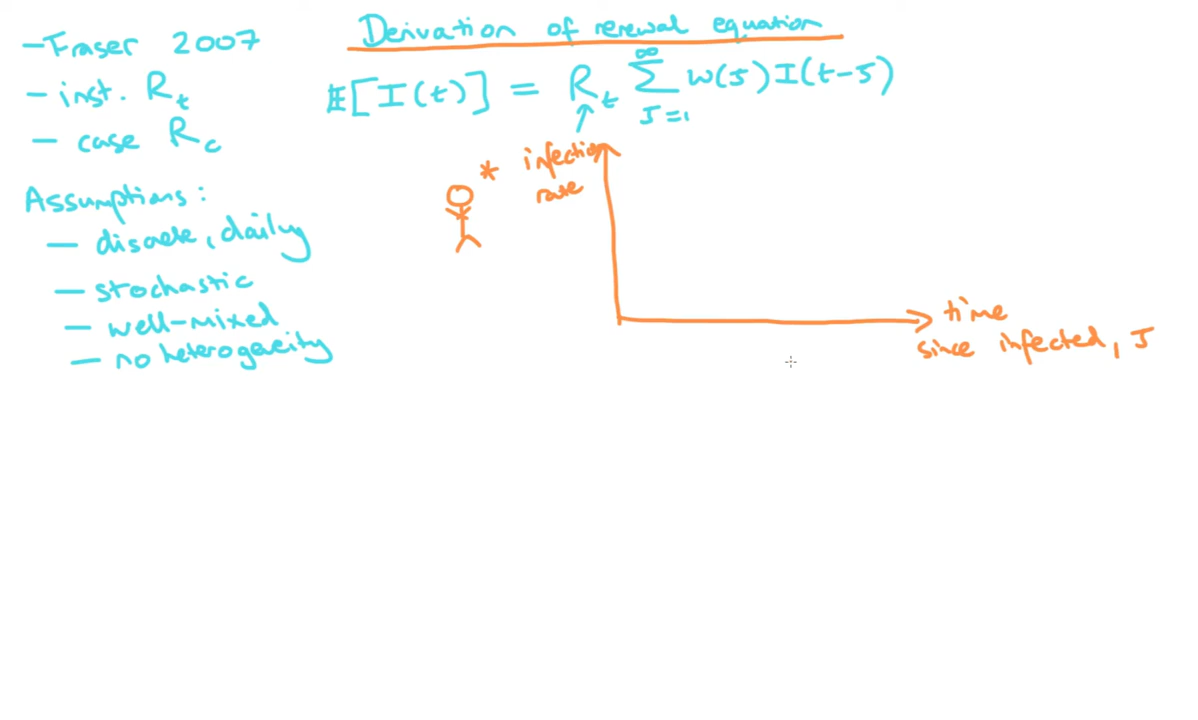 Derivation of renewal equation
- Fraser 2007
- inst. R_t
- case R_c
𝔼[I(t)] = R_t ∑_{J=1}^{∞} w(J) I(t-J)
Assumptions:
- discrete, daily
- stochastic
- well-mixed
- no heterogeneity
* infection
rate
time
since infected, J